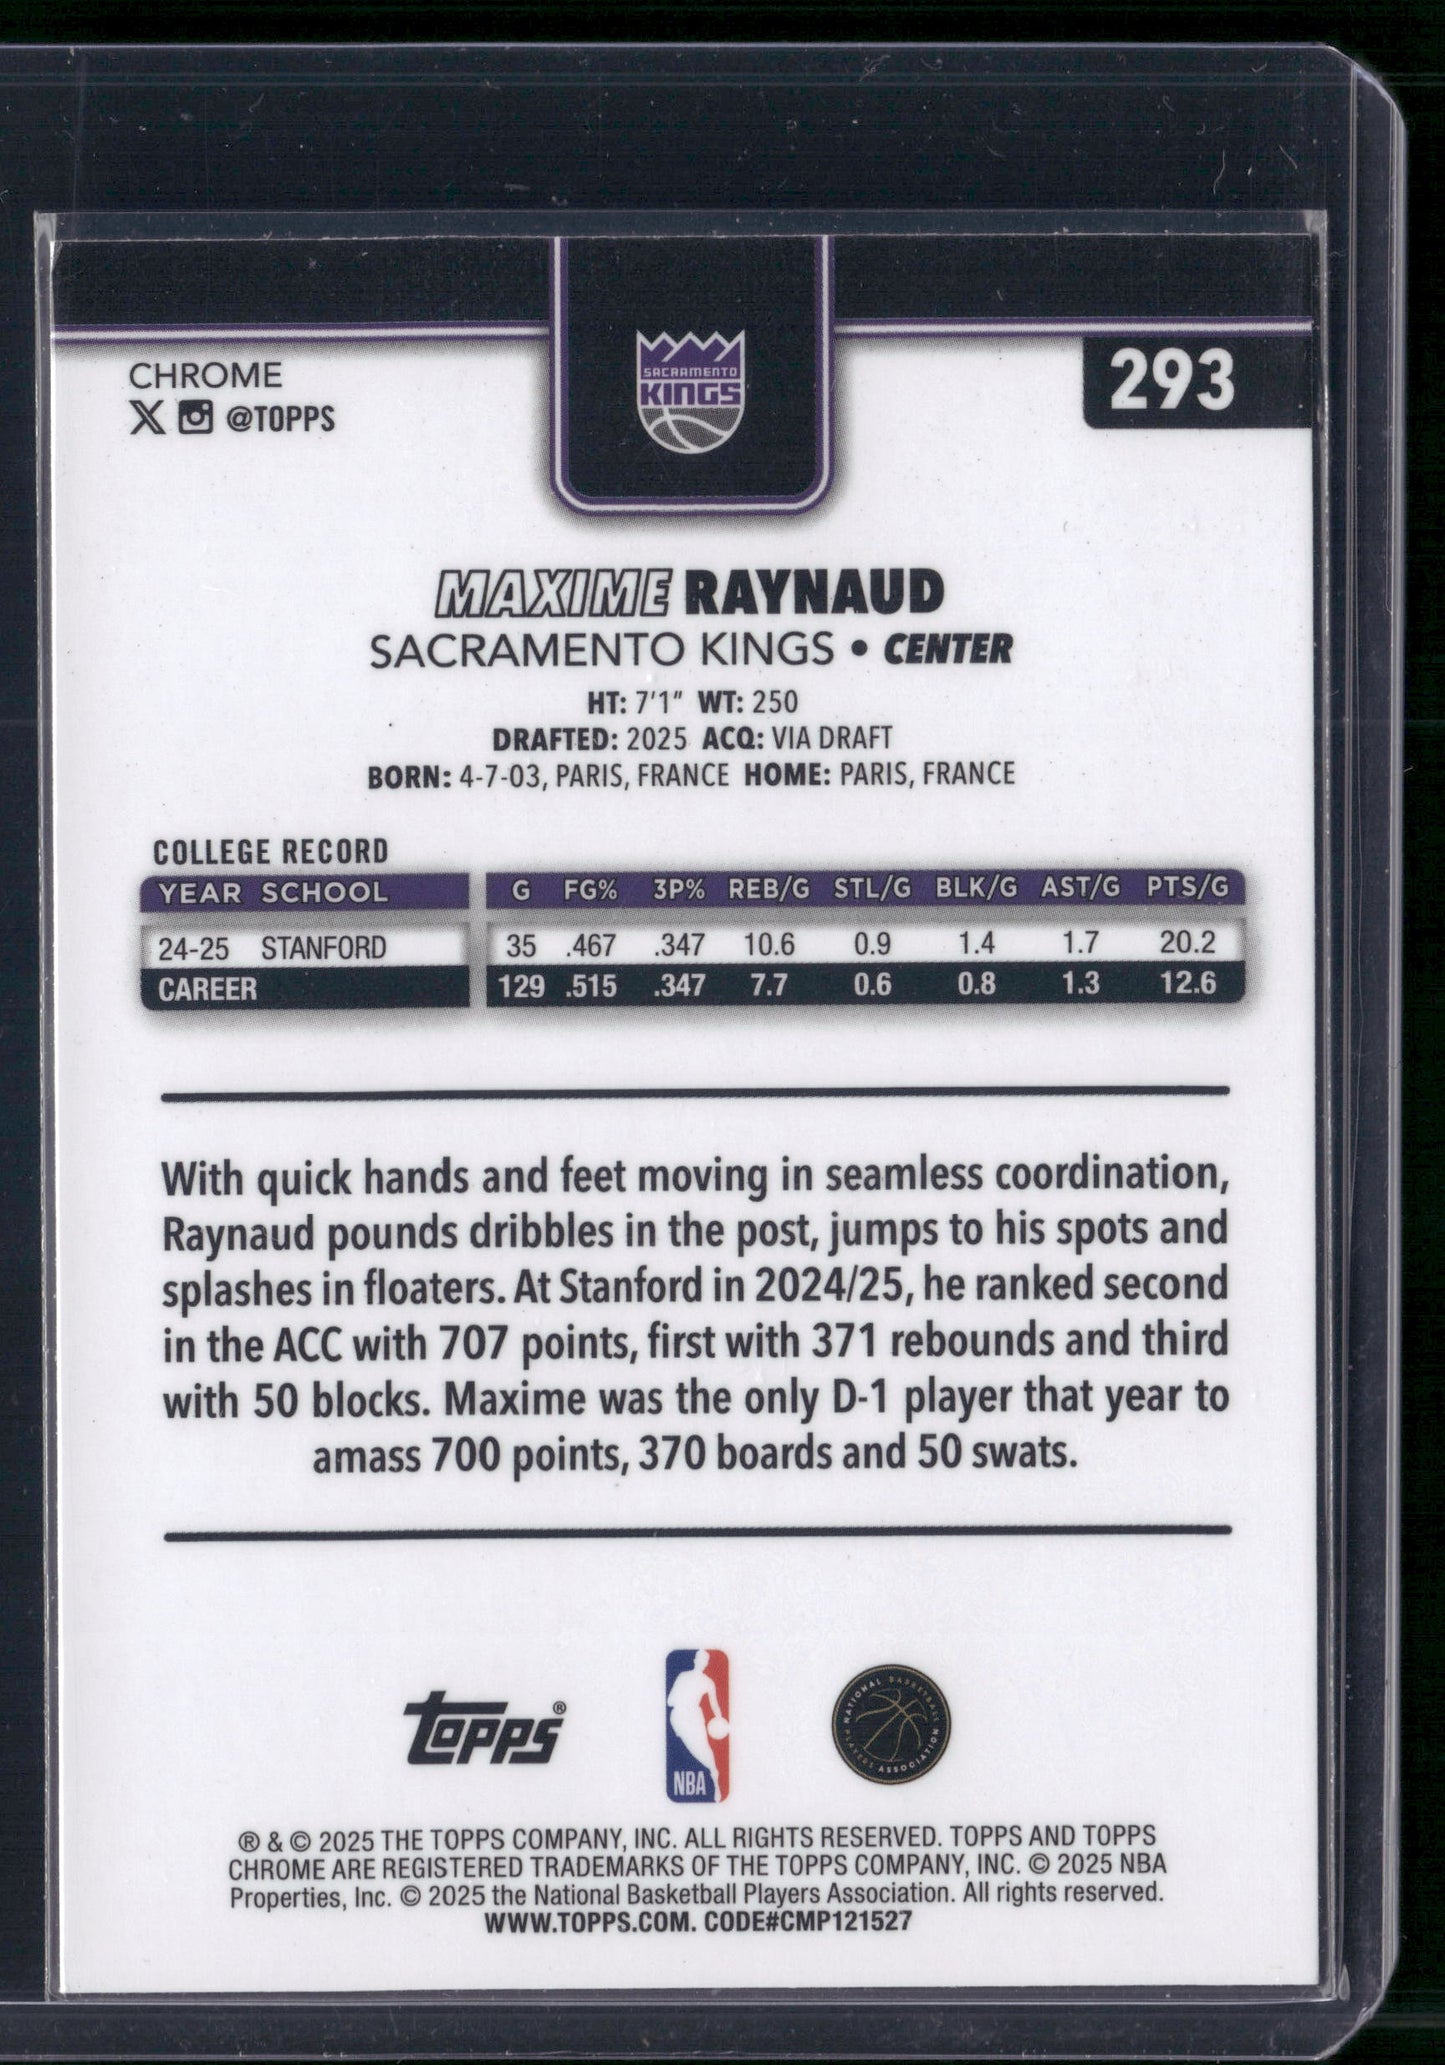 CHROME
@TOPPS
SACRAMENTO
KINGS
293
MAXIME RAYNAUD
SACRAMENTO KINGS • CENTER
HT: 7'1" WT: 250
DRAFTED: 2025 ACQ: VIA DRAFT
BORN: 4-7-03, PARIS, FRANCE HOME: PARIS, FRANCE
COLLEGE RECORD
YEAR SCHOOL G FG% 3P% REB/G STL/G BLK/G AST/G PTS/G
24-25 STANFORD 35 .467 .347 10.6 0.9 1.4 1.7 20.2
CAREER 129 .515 .347 7.7 0.6 0.8 1.3 12.6
With quick hands and feet moving in seamless coordination,
Raynaud pounds dribbles in the post, jumps to his spots and
splashes in floaters. At Stanford in 2024/25, he ranked second
in the ACC with 707 points, first with 371 rebounds and third
with 50 blocks. Maxime was the only D-1 player that year to
amass 700 points, 370 boards and 50 swats.
Topps®
NBA
NATIONAL BASKETBALL PLAYERS ASSOCIATION
® & © 2025 THE TOPPS COMPANY, INC. ALL RIGHTS RESERVED. TOPPS AND TOPPS
CHROME ARE REGISTERED TRADEMARKS OF THE TOPPS COMPANY, INC. © 2025 NBA
Properties, Inc. © 2025 the National Basketball Players Association. All rights reserved.
WWW.TOPPS.COM. CODE#CMP121527